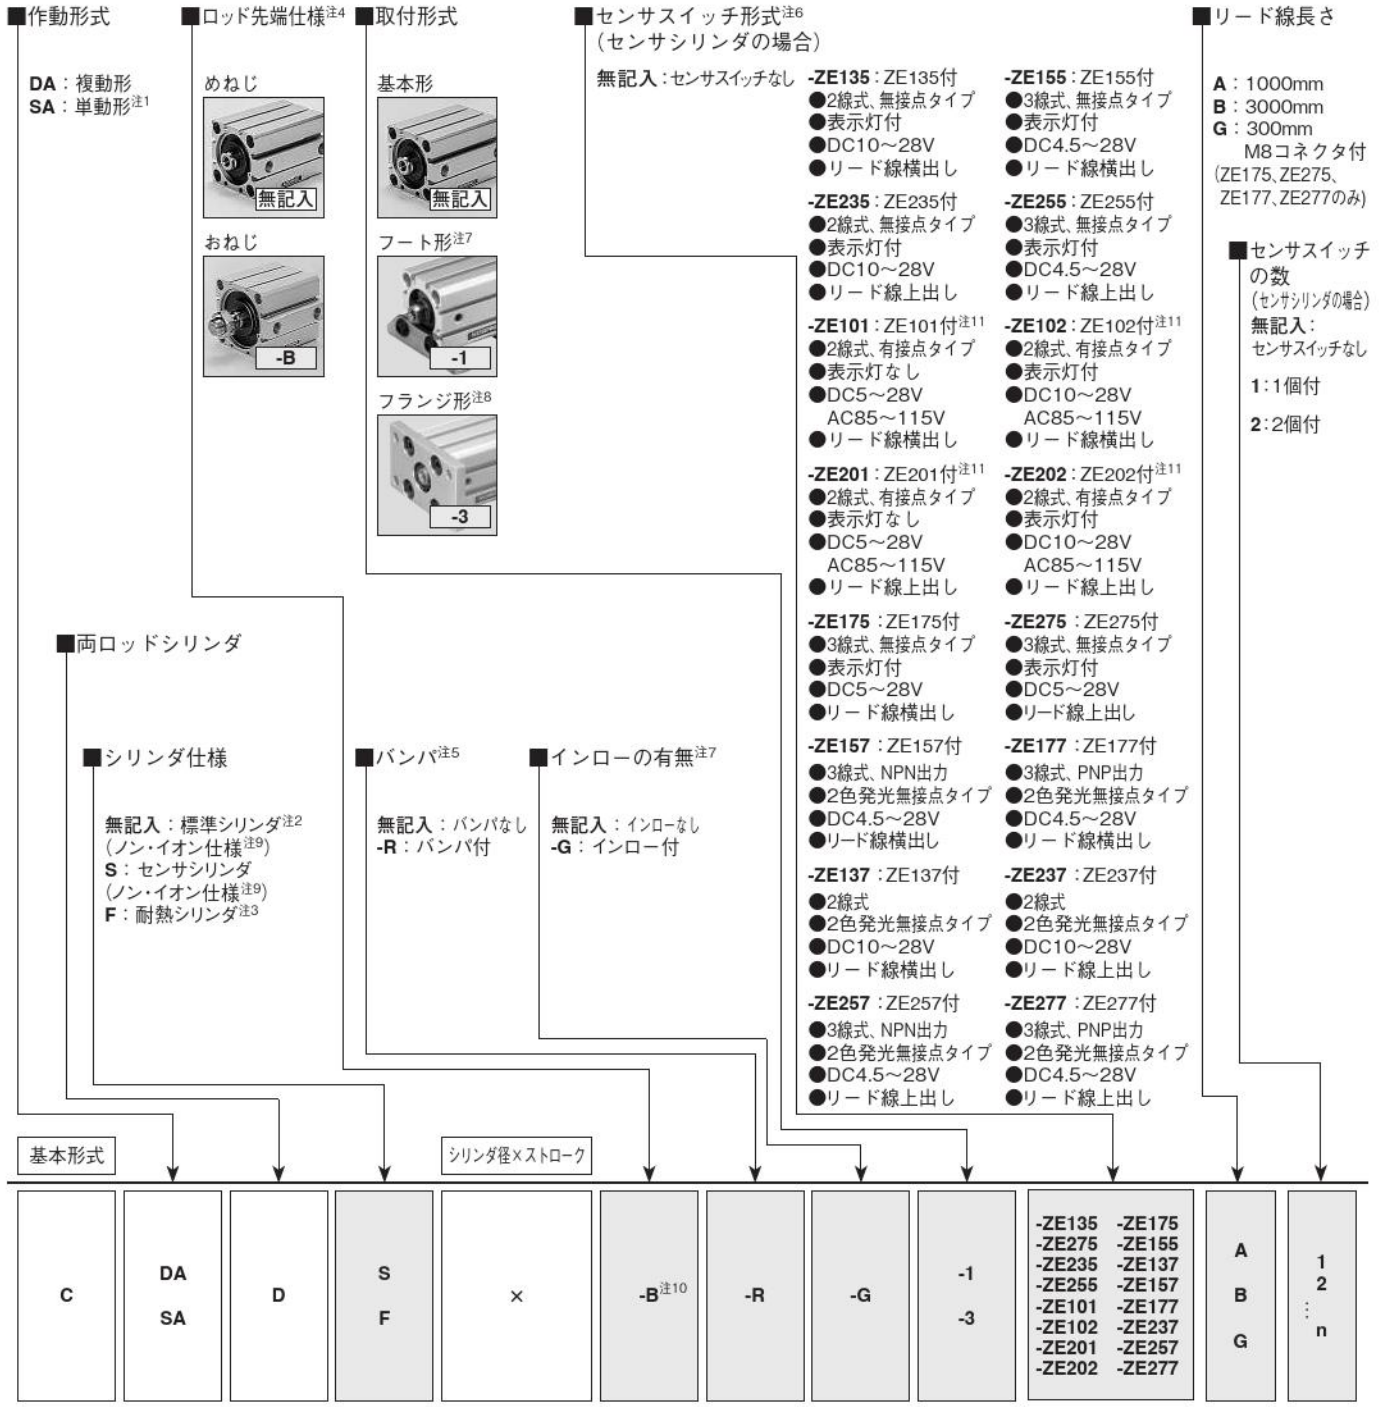 ■作動形式
DA：複動形
SA：単動形注1
■ロッド先端仕様注4
めねじ
無記入
おねじ
-B
■取付形式
基本形
無記入
フート形注7
-1
フランジ形注8
-3
■センサスイッチ形式注6
(センサシリンダの場合)
無記入：センサスイッチなし
-ZE135：ZE135付
●2線式、無接点タイプ
●表示灯付
●DC10～28V
●リード線横出し
-ZE155：ZE155付
●3線式、無接点タイプ
●表示灯付
●DC4.5～28V
●リード線横出し
-ZE235：ZE235付
●2線式、無接点タイプ
●表示灯付
●DC10～28V
●リード線上出し
-ZE255：ZE255付
●3線式、無接点タイプ
●表示灯付
●DC4.5～28V
●リード線上出し
-ZE101：ZE101付注11
●2線式、有接点タイプ
●表示灯なし
●DC5～28V
AC85～115V
●リード線横出し
-ZE102：ZE102付注11
●2線式、有接点タイプ
●表示灯付
●DC10～28V
AC85～115V
●リード線横出し
-ZE201：ZE201付注11
●2線式、有接点タイプ
●表示灯なし
●DC5～28V
AC85～115V
●リード線上出し
-ZE202：ZE202付注11
●2線式、有接点タイプ
●表示灯付
●DC10～28V
AC85～115V
●リード線上出し
-ZE175：ZE175付
●3線式、無接点タイプ
●表示灯付
●DC5～28V
●リード線横出し
-ZE275：ZE275付
●3線式、無接点タイプ
●表示灯付
●DC5～28V
●リード線上出し
-ZE157：ZE157付
●3線式、NPN出力
●2色発光無接点タイプ
●DC4.5～28V
●リード線横出し
-ZE177：ZE177付
●3線式、PNP出力
●2色発光無接点タイプ
●DC4.5～28V
●リード線横出し
-ZE137：ZE137付
●2線式
●2色発光無接点タイプ
●DC10～28V
●リード線横出し
-ZE237：ZE237付
●2線式
●2色発光無接点タイプ
●DC10～28V
●リード線上出し
-ZE257：ZE257付
●3線式、NPN出力
●2色発光無接点タイプ
●DC4.5～28V
●リード線上出し
-ZE277：ZE277付
●3線式、PNP出力
●2色発光無接点タイプ
●DC4.5～28V
●リード線上出し
■リード線長さ
A：1000mm
B：3000mm
G：300mm
M8コネクタ付
(ZE175、ZE275、
ZE177、ZE277のみ)
■センサスイッチ
の数
(センサシリンダの場合)
無記入：
センサスイッチなし
1：1個付
2：2個付
■両ロッドシリンダ
■シリンダ仕様
無記入：標準シリンダ注2
(ノン・イオン仕様注9)
S：センサシリンダ
(ノン・イオン仕様注9)
F：耐熱シリンダ注3
■バンパ注5
無記入：バンパなし
-R：バンパ付
■インローの有無注7
無記入：インローなし
-G：インロー付
基本形式
シリンダ径×ストローク
C
DA
SA
D
S
F
×
-B注10
-R
-G
-1
-3
-ZE135 -ZE175
-ZE275 -ZE155
-ZE235 -ZE137
-ZE255 -ZE157
-ZE101 -ZE177
-ZE102 -ZE237
-ZE201 -ZE257
-ZE202 -ZE277
A
B
G
1
2
⋮
n